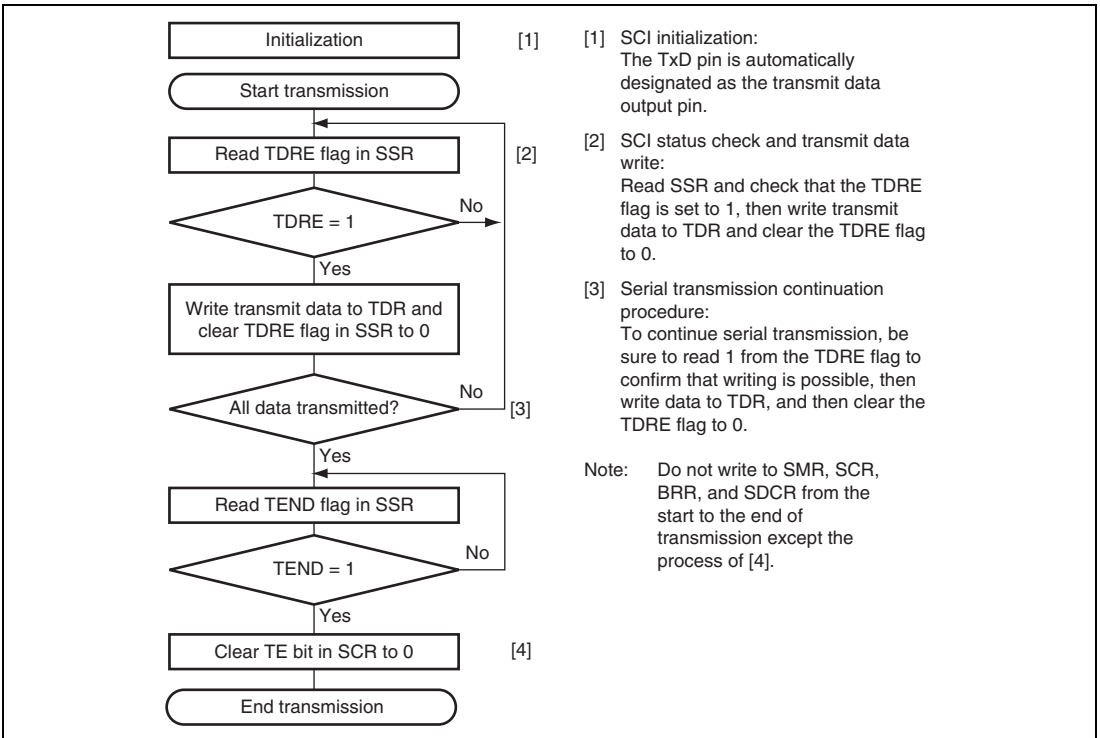 Initialization
[1]
Start transmission
Read TDRE flag in SSR
[2]
TDRE = 1
No
Yes
Write transmit data to TDR and
clear TDRE flag in SSR to 0
All data transmitted?
No
[3]
Yes
Read TEND flag in SSR
TEND = 1
No
Yes
Clear TE bit in SCR to 0
[4]
End transmission
[1] SCI initialization:
The TxD pin is automatically
designated as the transmit data
output pin.
[2] SCI status check and transmit data
write:
Read SSR and check that the TDRE
flag is set to 1, then write transmit
data to TDR and clear the TDRE flag
to 0.
[3] Serial transmission continuation
procedure:
To continue serial transmission, be
sure to read 1 from the TDRE flag to
confirm that writing is possible, then
write data to TDR, and then clear the
TDRE flag to 0.
Note: Do not write to SMR, SCR,
BRR, and SDCR from the
start to the end of
transmission except the
process of [4].